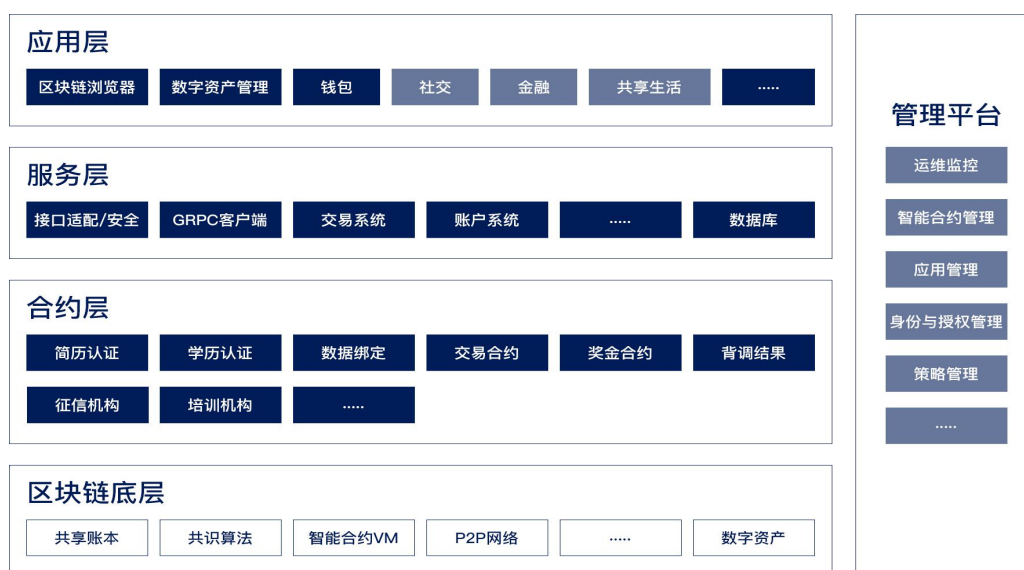 应用层
区块链浏览器 数字资产管理 钱包 社交 金融 共享生活 .....
服务层
接口适配/安全 GRPC客户端 交易系统 账户系统 ..... 数据库
合约层
简历认证 学历认证 数据绑定 交易合约 奖金合约 背调结果
征信机构 培训机构 .....
区块链底层
共享账本 共识算法 智能合约VM P2P网络 ..... 数字资产
管理平台
运维监控
智能合约管理
应用管理
身份与授权管理
策略管理
.....